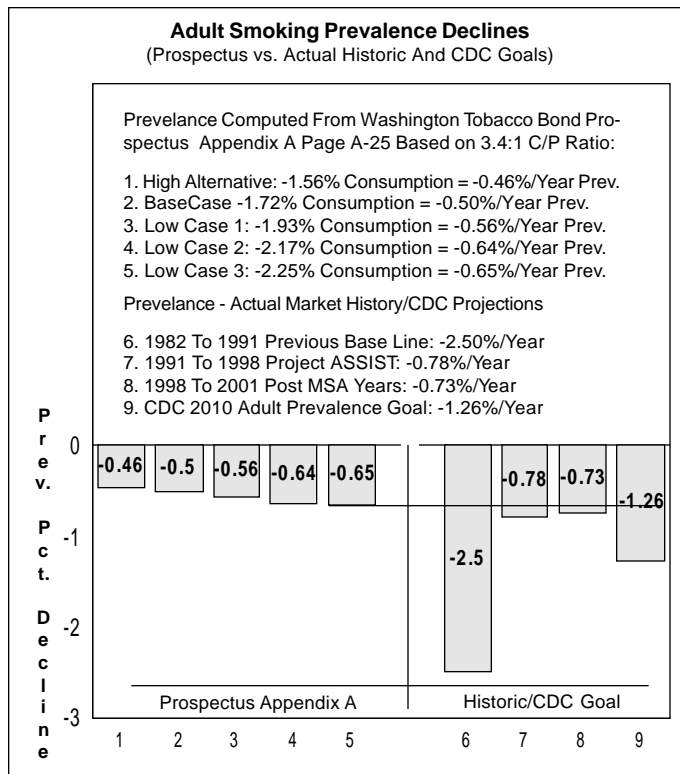 Adult Smoking Prevalence Declines
(Prospectus vs. Actual Historic And CDC Goals)
Prevelance Computed From Washington Tobacco Bond Pro-
spectus Appendix A Page A-25 Based on 3.4:1 C/P Ratio:
1. High Alternative: -1.56% Consumption = -0.46%/Year Prev.
2. BaseCase -1.72% Consumption = -0.50%/Year Prev.
3. Low Case 1: -1.93% Consumption = -0.56%/Year Prev.
4. Low Case 2: -2.17% Consumption = -0.64%/Year Prev.
5. Low Case 3: -2.25% Consumption = -0.65%/Year Prev.
Prevelance - Actual Market History/CDC Projections
6. 1982 To 1991 Previous Base Line: -2.50%/Year
7. 1991 To 1998 Project ASSIST: -0.78%/Year
8. 1998 To 2001 Post MSA Years: -0.73%/Year
9. CDC 2010 Adult Prevalence Goal: -1.26%/Year
Prev. Pct. Decline
0
-1
-2
-3
-0.46 -0.5 -0.56 -0.64 -0.65 -2.5 -0.78 -0.73 -1.26
Prospectus Appendix A Historic/CDC Goal
1 2 3 4 5 6 7 8 9